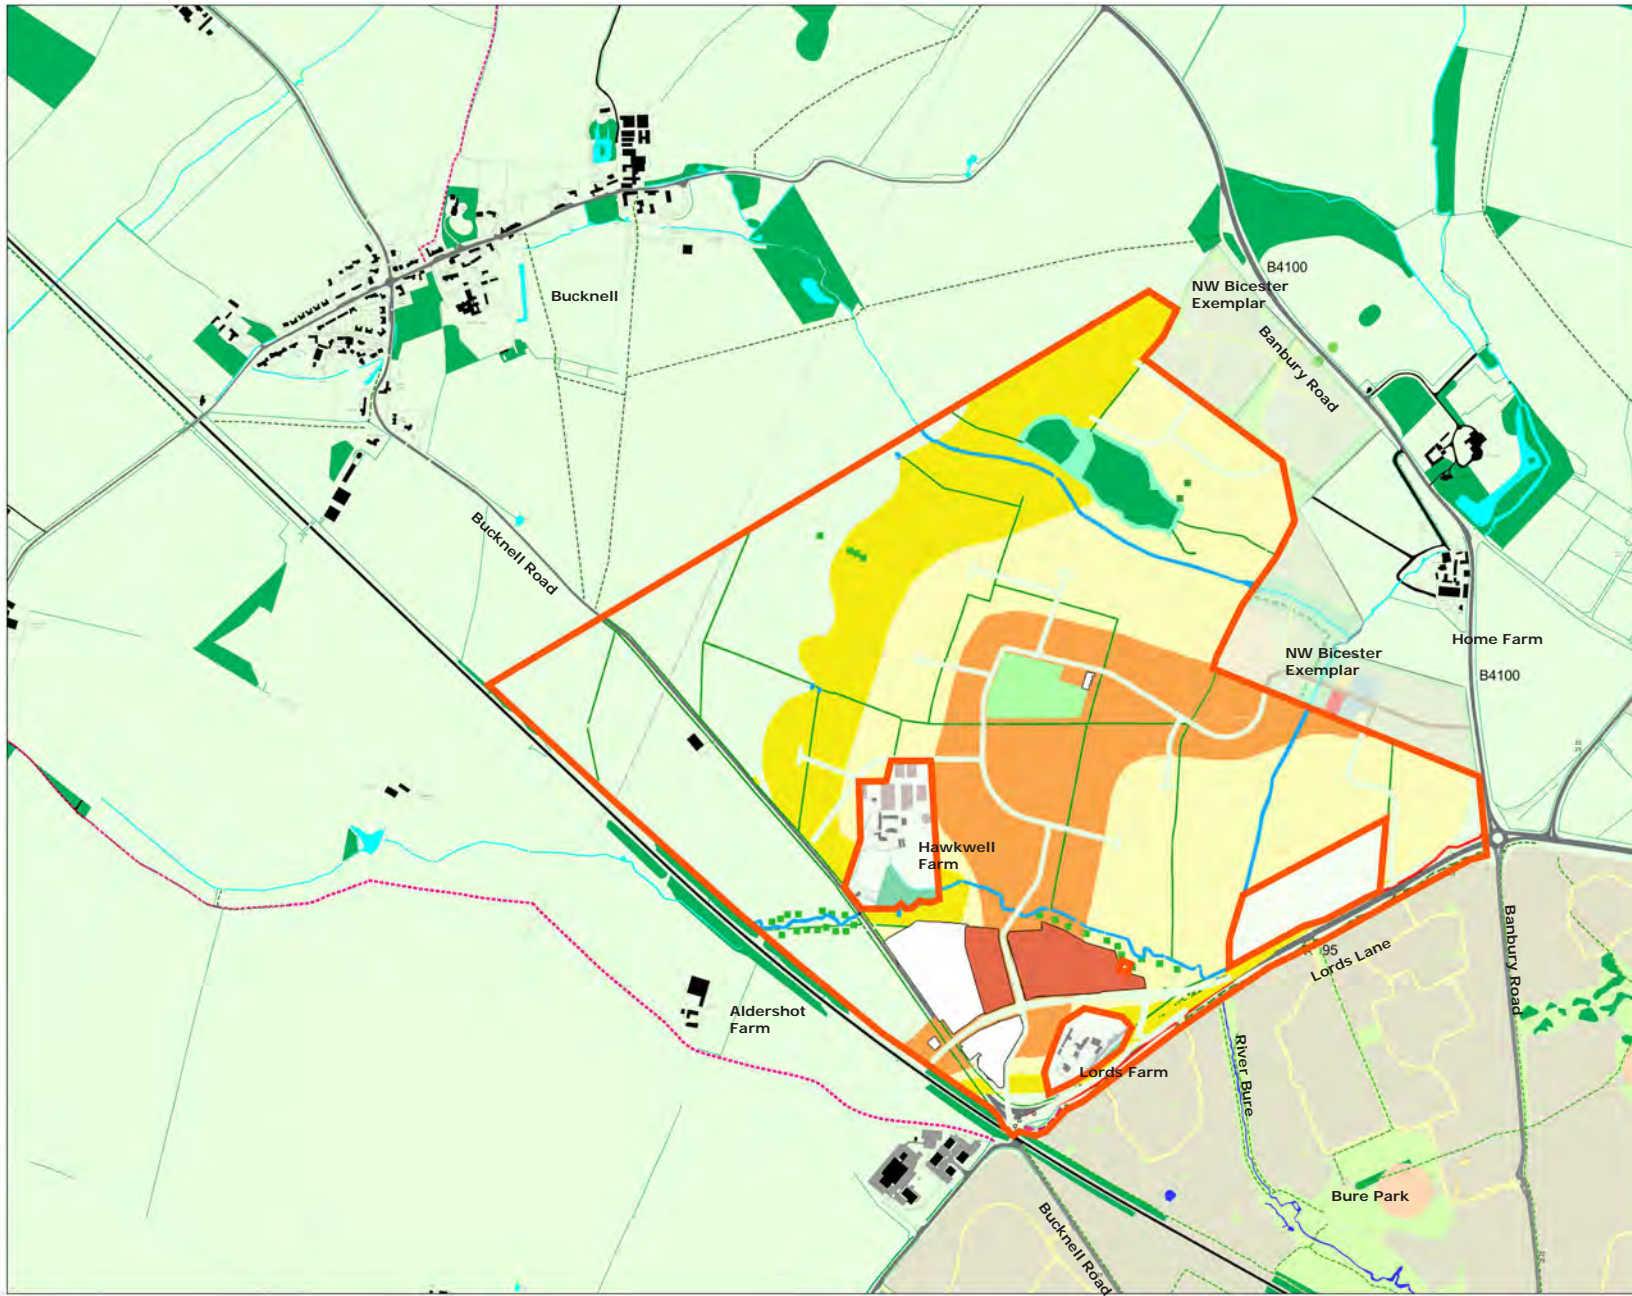 B4100
NW Bicester
Exemplar
Bucknell
Banbury Road
Bucknell Road
Home Farm
NW Bicester
Exemplar
B4100
Hawkwell
Farm
Banbury Road
95
Lords Lane
Aldershot
Farm
River Bure
Lords Farm
Bure Park
Bucknell Road